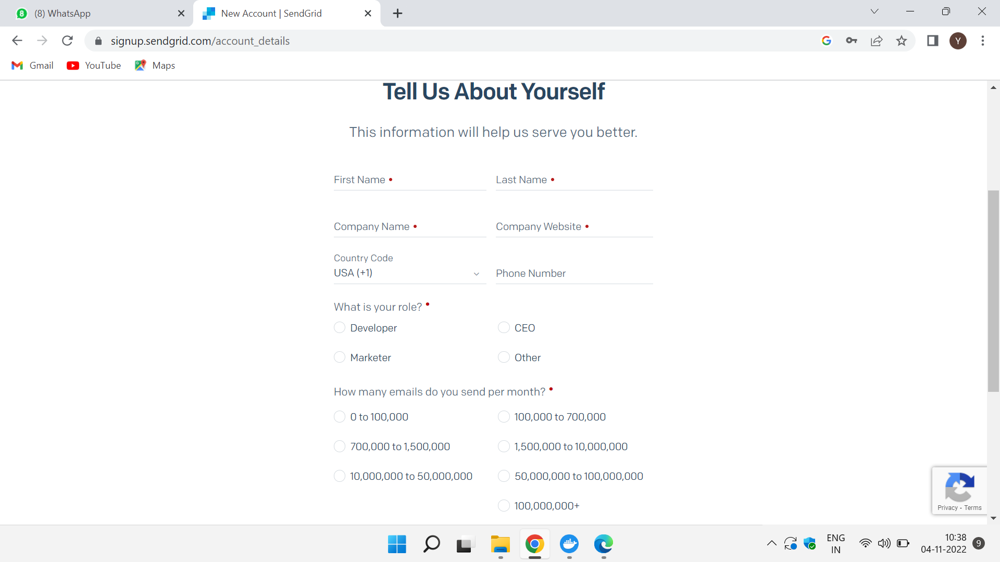 (8) WhatsApp
New Account | SendGrid
signup.sendgrid.com/account_details
Y
Gmail
YouTube
Maps
Tell Us About Yourself
This information will help us serve you better.
First Name •
Last Name •
Company Name •
Company Website •
Country Code
USA (+1)
Phone Number
What is your role? •
Developer
CEO
Marketer
Other
How many emails do you send per month? •
0 to 100,000
100,000 to 700,000
700,000 to 1,500,000
1,500,000 to 10,000,000
10,000,000 to 50,000,000
50,000,000 to 100,000,000
100,000,000+
Privacy - Terms
ENG
IN
10:38
04-11-2022
9